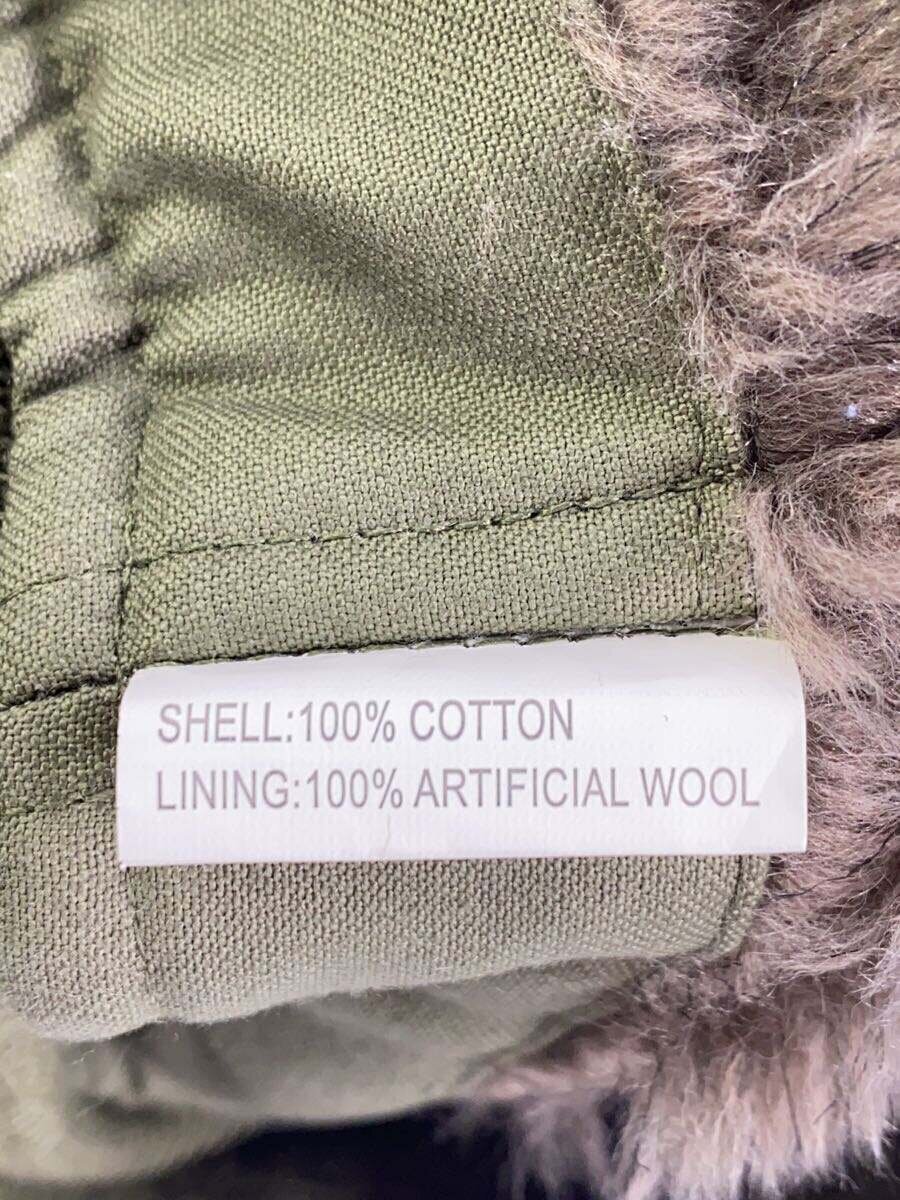 SHELL:100% COTTON
LINING:100% ARTIFICIAL WOOL